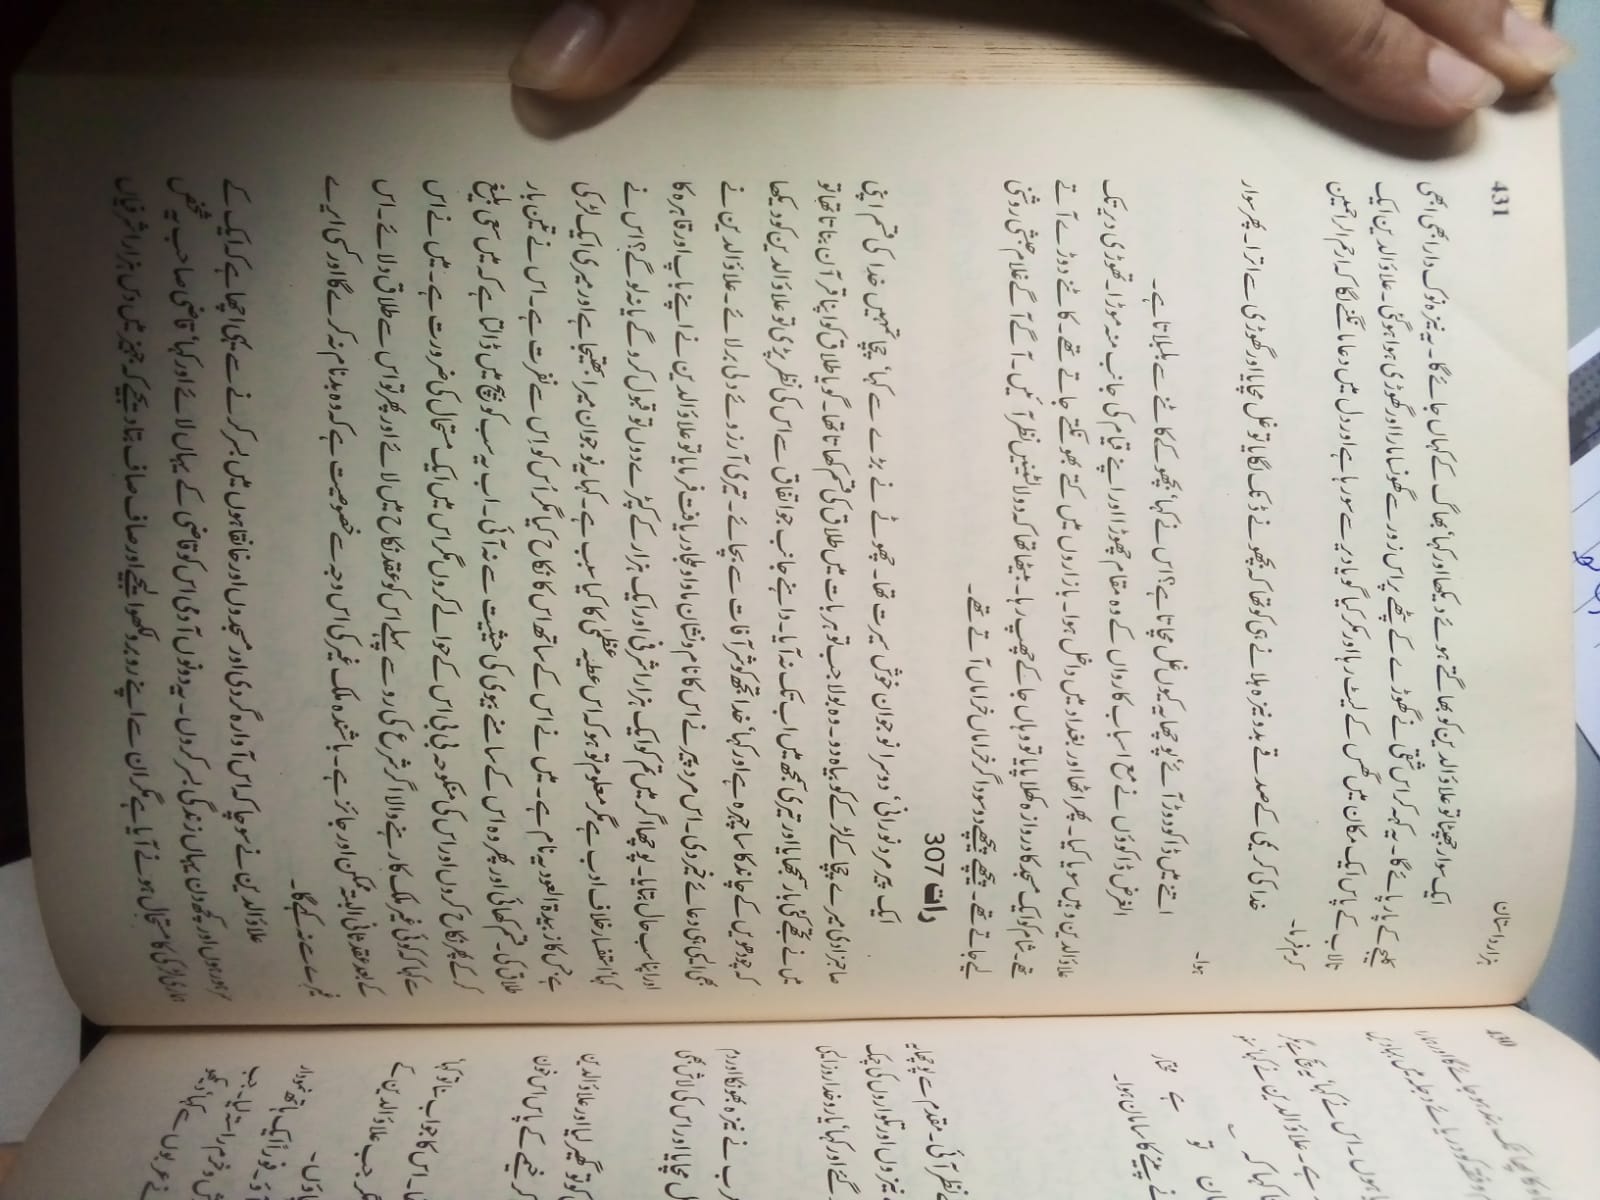 431
ہزار داستان
ایک سوار جھپٹا تو علاؤالدین کو بھاگتے ہوئے دیکھا اور کہا‘ بھاگ کے کہاں جائے گا۔ یہ نیزہ نوک دار ابھی ابھی
کلیجے کے پار پائے گا۔ یہ کہہ کر اس شقی نے گھوڑے کے پٹھے پر اس زور سے گھونسا مارا اور گھوڑی ہوا ہو گئی۔ علاؤالدین ایک
تالاب کے پاس ایک مکان میں گھس کے لیٹ رہا اور مکر کیا گویا دیر سے سو رہا ہے اور دل میں دعا مانگنے لگا کہ ارحم الراحمین
کرم فرما۔
خدا کی کریمی کے صدقے بدو نیزہ ہلانے ہی کو تھا کہ بچھو نے ڈنک لگایا تو غل مچایا اور گھوڑی سے اترا۔ پھر سوار
ہوا۔
اتنے میں ڈاکو دوڑ آئے‘ پوچھا یہ کیوں غل مچاتا ہے؟ اس نے کہا‘ بچھو کے کاٹنے سے بلبلاتا ہے۔
الغرض ڈاکوؤں نے مع اسباب کارواں کے وہ مقام چھوڑا اور اپنے قیام کی جانب منہ موڑا۔ تھوڑی دیر تک
علاؤالدین وہیں سویا کیا۔ پھر اٹھا اور بغداد میں داخل ہوا۔ بازاروں میں کتے بھونکتے جاتے تھے۔ کاٹنے دوڑے آتے
تھے۔ شام کو ایک مسجد کا دروازہ کھلا پایا تو وہاں جا کے چھپ رہا۔ بیٹھا تھا کہ دو لالٹینیں نظر آئیں۔ آگے آگے غلام حبشی روشنی
لیے جاتے تھے۔ پیچھے پیچھے دو سوداگر خراماں خراماں آتے تھے۔
رات 307
ایک پیر مرد نورانی‘ دوسرا نوجوان خوش سیرت تھا۔ چھوٹے نے بڑے سے کہا‘ چچا تمہیں خدا کی قسم اپنی
صاحبزادی میرے چچا کے لڑکے کو بیاہ دو۔ وہ بولا جب تو ہر بات میں طلاق کی قسم کھاتا تھا۔ گویا طلاق کو اپنا قرآن بناتا تھا تو
میں نے تجھے کئی بار سمجھایا اور تیری سمجھ میں اب تک نہ آیا۔ داہنے جانب جو اتفاق سے اس کی نظر پڑی تو علاؤالدین کو دیکھا
کہ چودھویں کے چاند کا سا چہرہ ہے اور کہا‘ خدا تجھ کو شر آفات سے بچائے۔ تیری آرزوئے دلی بر لائے۔ علاؤالدین نے
بھی ایسی ہی دعائے خیر دی۔ اس مرد پیر نے اس کا نام و نشان ماوا و ملجا دریافت فرمایا تو علاؤالدین نے اپنے باپ اور قاہرہ کا
اور اپنا سب حال بتایا۔ پوچھا اگر میں تم کو ایک ہزار اشرفی اور ایک ہزار کے کپڑے دوں تو قبول کرو گے یا نہ لو گے؟ اس نے
کہا‘ استفسار خلاف ادب ہے مگر معلوم تو ہو کہ اس عطیہ عظمیٰ کا کیا سبب ہے۔ کہا یہ نوجوان میرا بھتیجا ہے اور میری ایک لڑکی
ہے جس کا زبیدۃ العودیہ نام ہے۔ میں نے اس کے ساتھ اس کا نکاح کیا مگر اُس کو اِس سے نفرت ہے۔ اس نے تین بار
طلاق کی۔ قسم کھائی اور پھر وہ اس کے سامنے بیوی کی حیثیت سے نہ آئی۔ اب یہ سب کو بیچ میں ڈالتا ہے کہ میں سعی بلیغ
کر کے پھر نکاح کروں اور اس کی منکوحہ بی بی اس کے حوالے کروں مگر اس میں ایک مستحال کی ضرورت ہے۔ میں نے اس
سے کہا کہ کوئی غیر ملک کا رہنے والا اگر شرع کی رو سے پہلے اس کو عقد نکاح میں لائے اور پھر تو اس سے طلاق دلائے۔ اس
کے بعد عقد ثانی البتہ ممکن اور جائز ہے۔ باشندہ ملک غیر کی اس وجہ سے خصوصیت ہے کہ وہ بدنام نہ کرے گا اور کسی ایرے
غیرے سے نہ کہے گا۔
علاؤالدین نے سوچا کہ اس آوارہ گردی اور مسجدوں اور خانقاہوں میں بسر کرنے سے یہی اچھا ہے کہ ایک کے
ہو رہوں اور کچھ دن یہاں زندگی بسر کروں۔ یہ دونوں آدمی اس کو قاضی کے یہاں لائے اور کہا‘ قاضی صاحب یہ شخص
ہماری لڑکی کا مستحال ہونے آیا ہے مگر ان سے اپنے روبرو لکھوا لیجیے اور صاف صاف بتا دیجیے کہ جہیز میں دس ہزار اشرفیاں
430